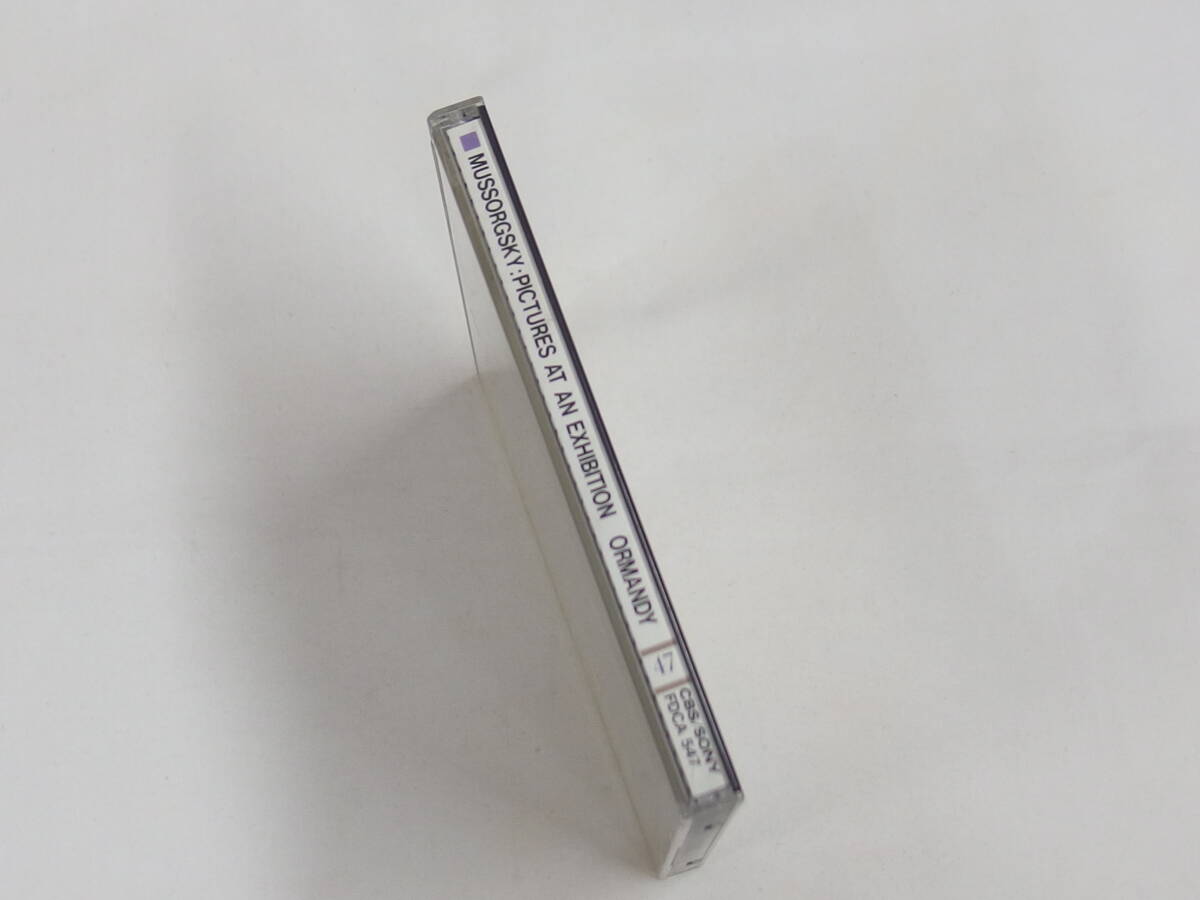 MUSSORGSKY:PICTURES AT AN EXHIBITION ORMANDY
47
CBS/SONY
FDCA 547